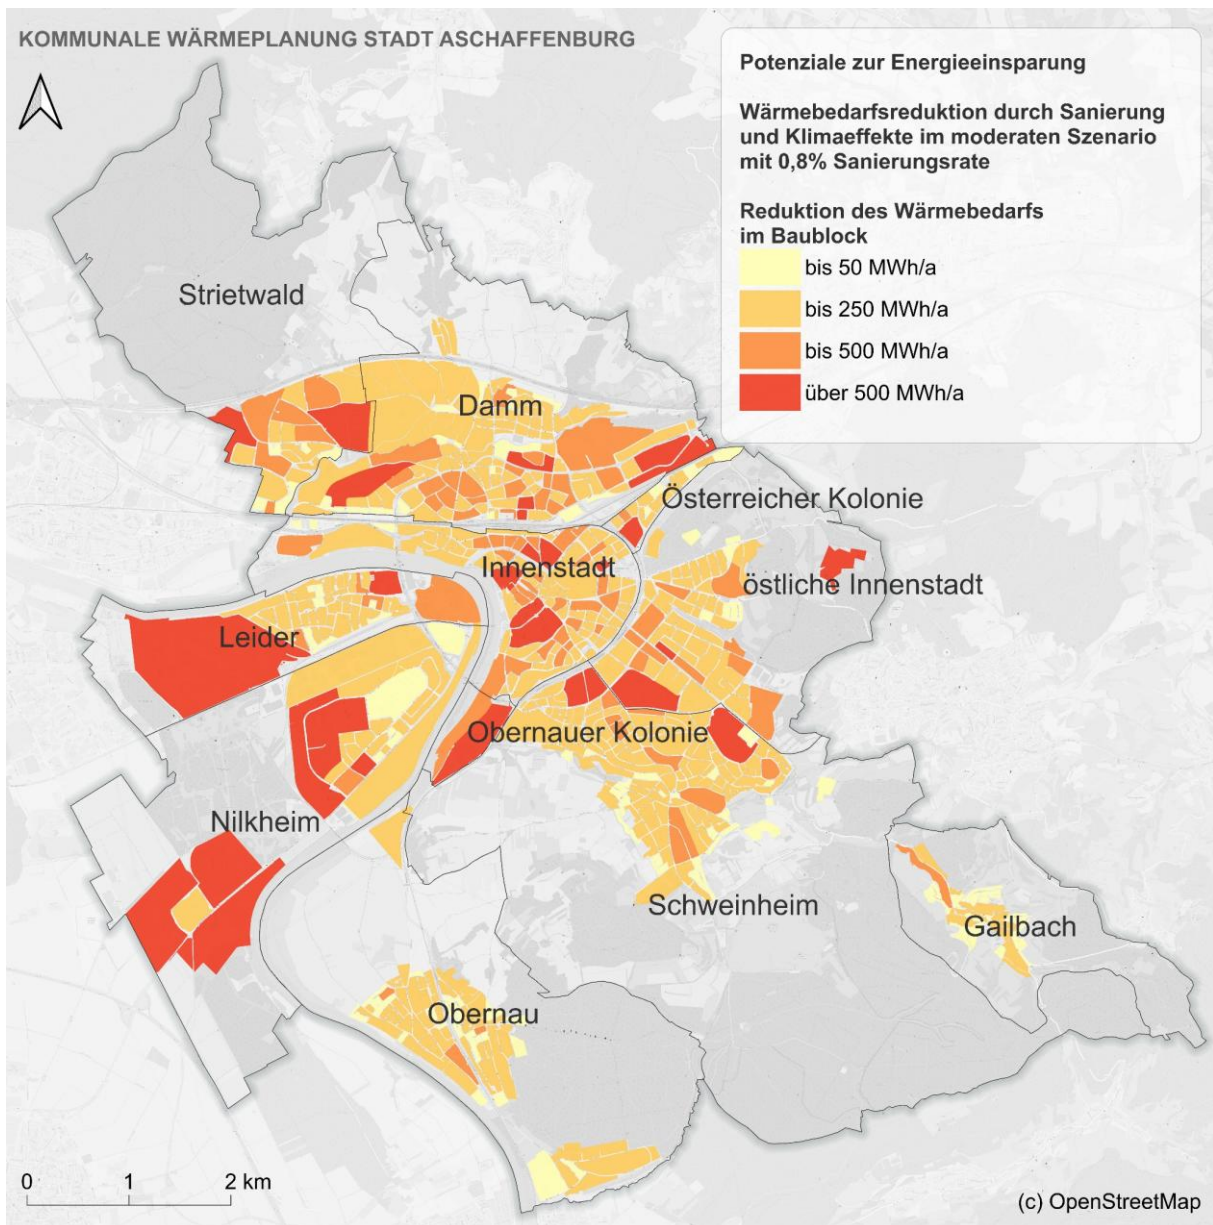 KOMMUNALE WÄRMEPLANUNG STADT ASCHAFFENBURG
Potenziale zur Energieeinsparung
Wärmebedarfsreduktion durch Sanierung
und Klimaeffekte im moderaten Szenario
mit 0,8% Sanierungsrate
Reduktion des Wärmebedarfs
im Baublock
bis 50 MWh/a
bis 250 MWh/a
bis 500 MWh/a
über 500 MWh/a
Strietwald
Damm
Österreicher Kolonie
Innenstadt
östliche Innenstadt
Leider
Obernauer Kolonie
Nilkheim
Schweinheim
Gailbach
Obernau
0 1 2 km
(c) OpenStreetMap